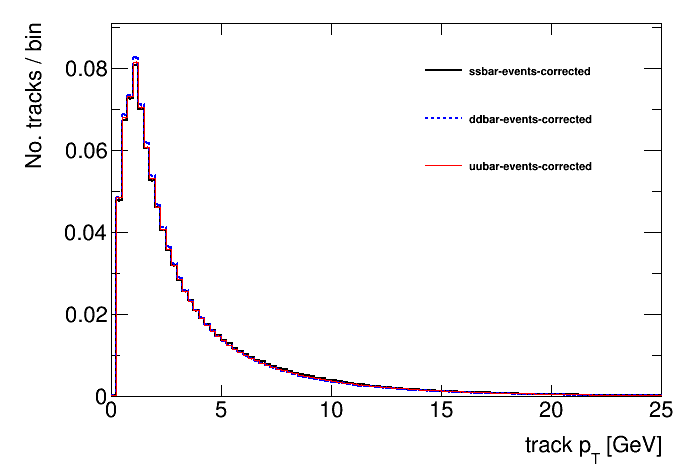 No. tracks / bin
0.08
0.06
0.04
0.02
0
ssbar-events-corrected
ddbar-events-corrected
uubar-events-corrected
0 5 10 15 20 25
track p_T [GeV]